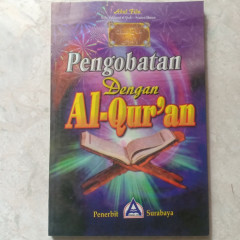 Pengobatan
Dengan
Al-Qur'an
Penerbit Surabaya